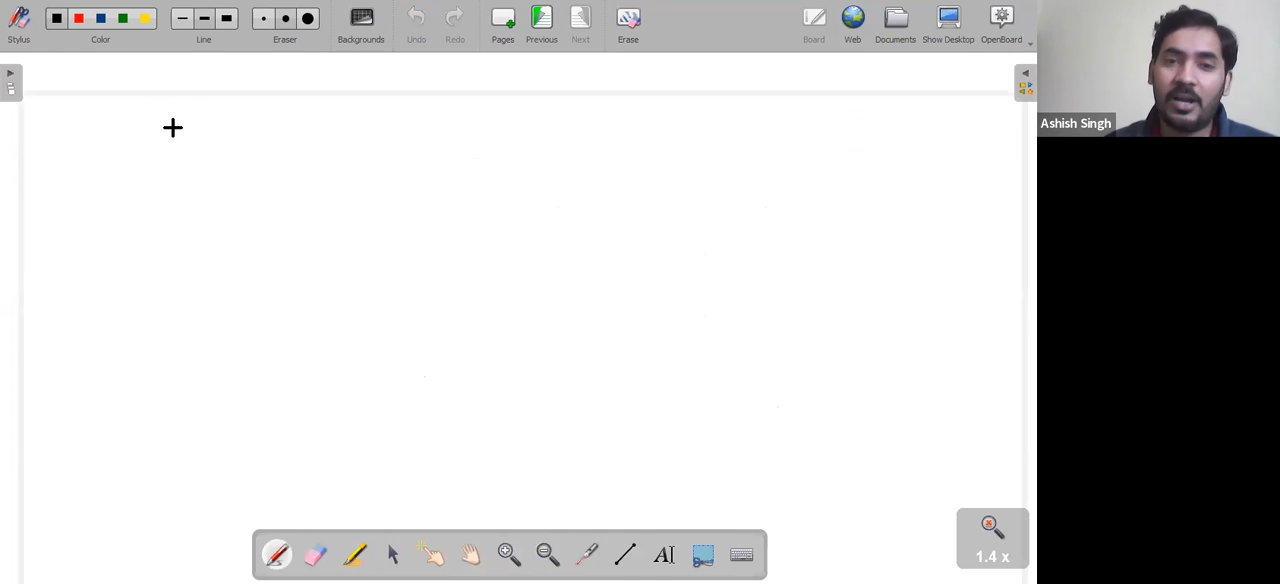 Stylus Color Line Eraser Backgrounds Undo Redo Pages Previous Next Erase Board Web Documents Show Desktop OpenBoard
Ashish Singh
A
1.4 x